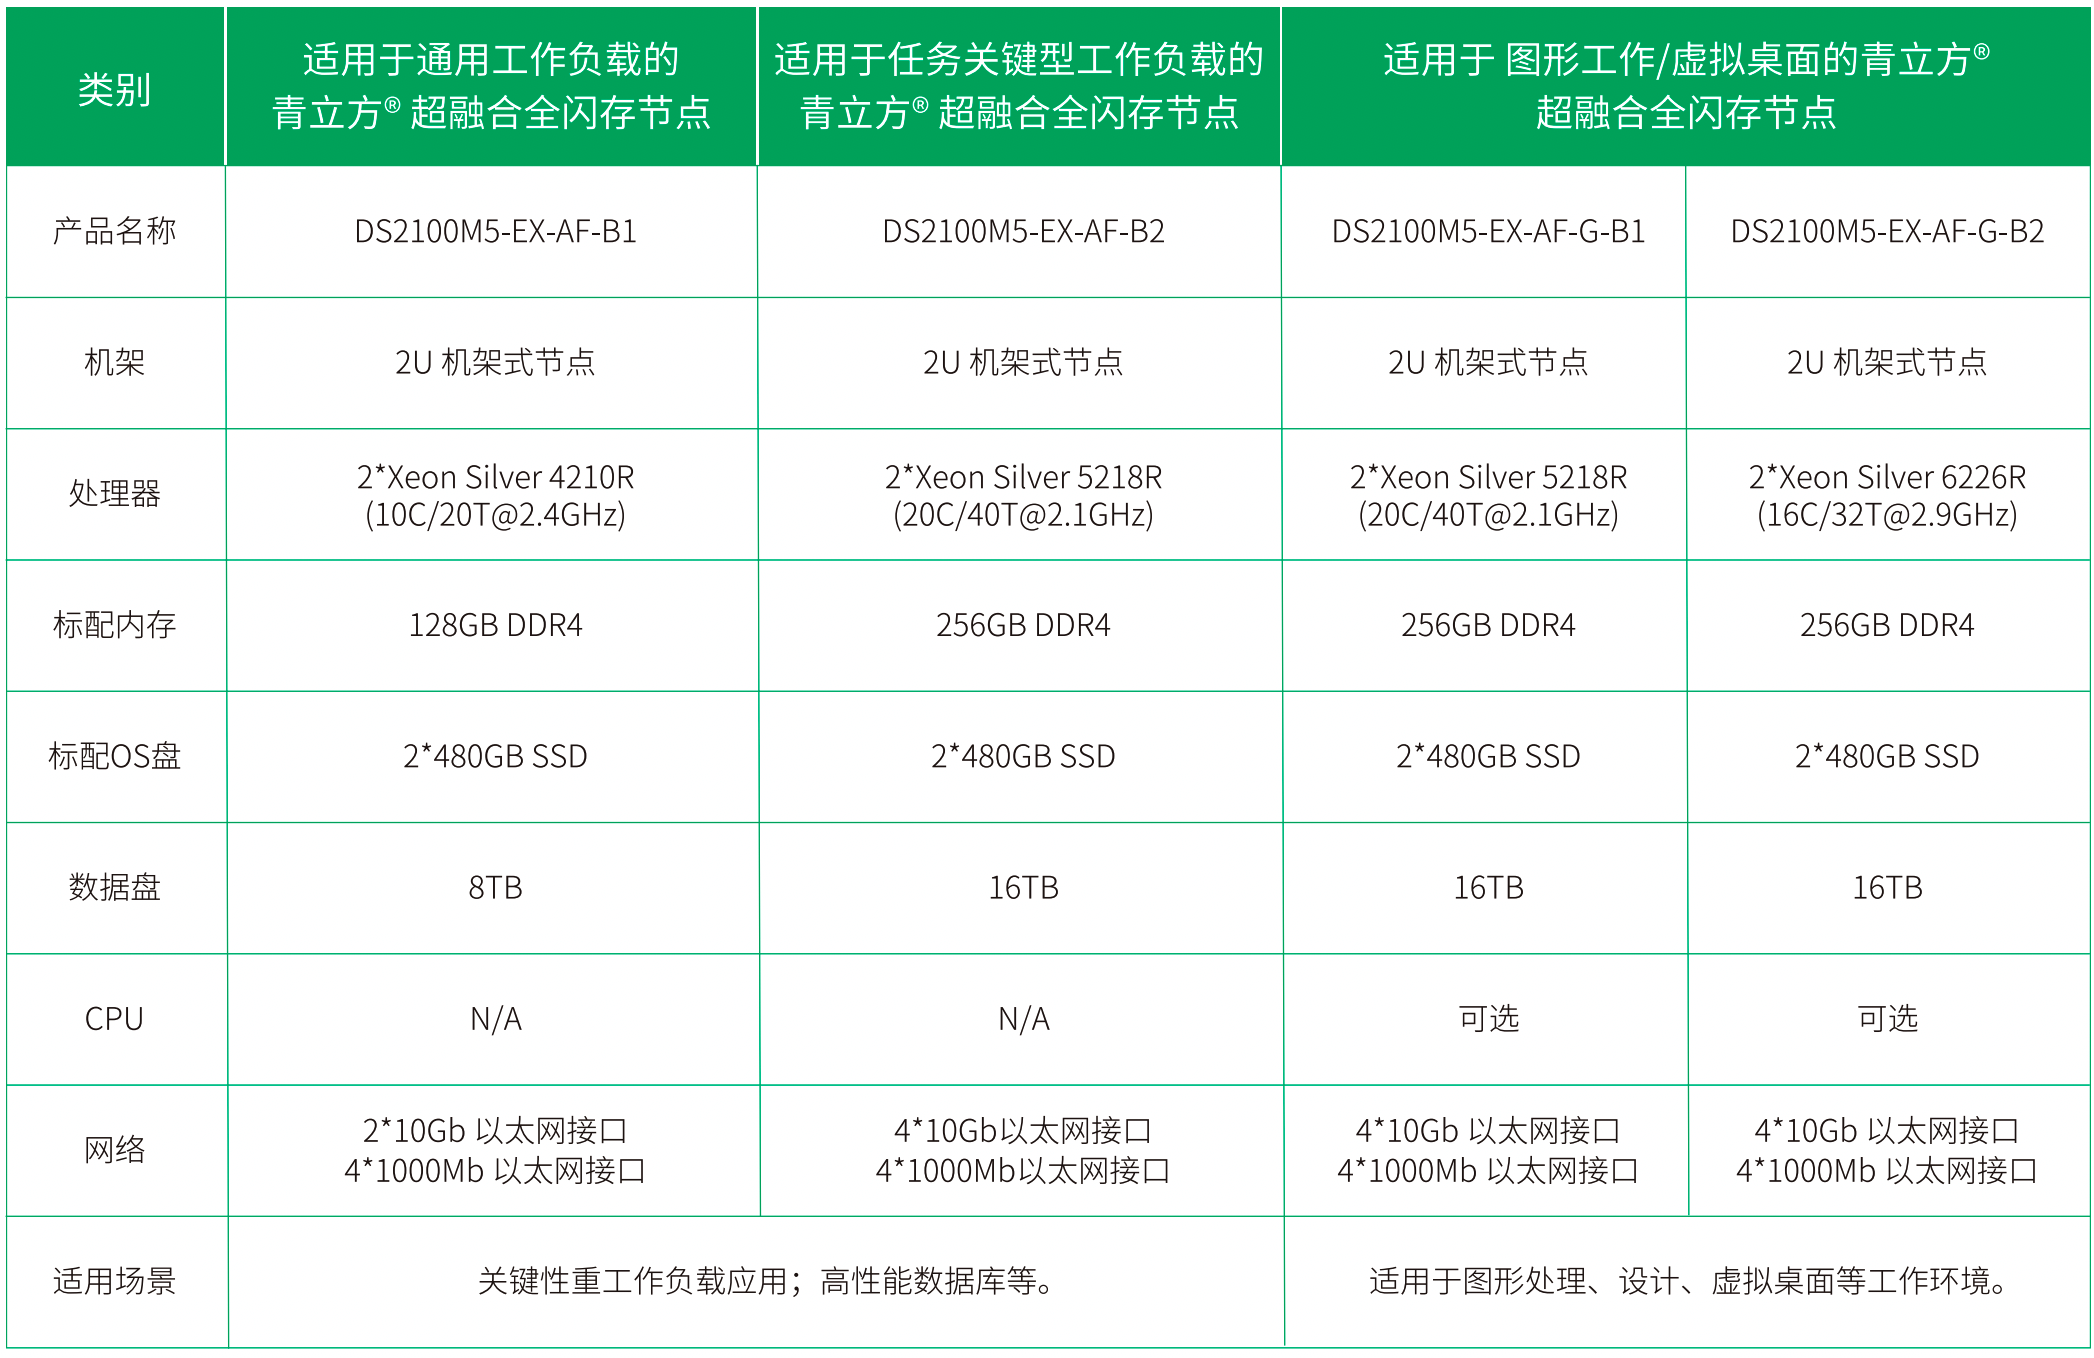 类别
适用于通用工作负载的
青立方® 超融合全闪存节点
适用于任务关键型工作负载的
青立方® 超融合全闪存节点
适用于 图形工作/虚拟桌面的青立方®
超融合全闪存节点
产品名称
DS2100M5-EX-AF-B1
DS2100M5-EX-AF-B2
DS2100M5-EX-AF-G-B1
DS2100M5-EX-AF-G-B2
机架
2U 机架式节点
2U 机架式节点
2U 机架式节点
2U 机架式节点
处理器
2*Xeon Silver 4210R
(10C/20T@2.4GHz)
2*Xeon Silver 5218R
(20C/40T@2.1GHz)
2*Xeon Silver 5218R
(20C/40T@2.1GHz)
2*Xeon Silver 6226R
(16C/32T@2.9GHz)
标配内存
128GB DDR4
256GB DDR4
256GB DDR4
256GB DDR4
标配OS盘
2*480GB SSD
2*480GB SSD
2*480GB SSD
2*480GB SSD
数据盘
8TB
16TB
16TB
16TB
CPU
N/A
N/A
可选
可选
网络
2*10Gb 以太网接口
4*1000Mb 以太网接口
4*10Gb以太网接口
4*1000Mb以太网接口
4*10Gb 以太网接口
4*1000Mb 以太网接口
4*10Gb 以太网接口
4*1000Mb 以太网接口
适用场景
关键性重工作负载应用；高性能数据库等。
适用于图形处理、设计、虚拟桌面等工作环境。